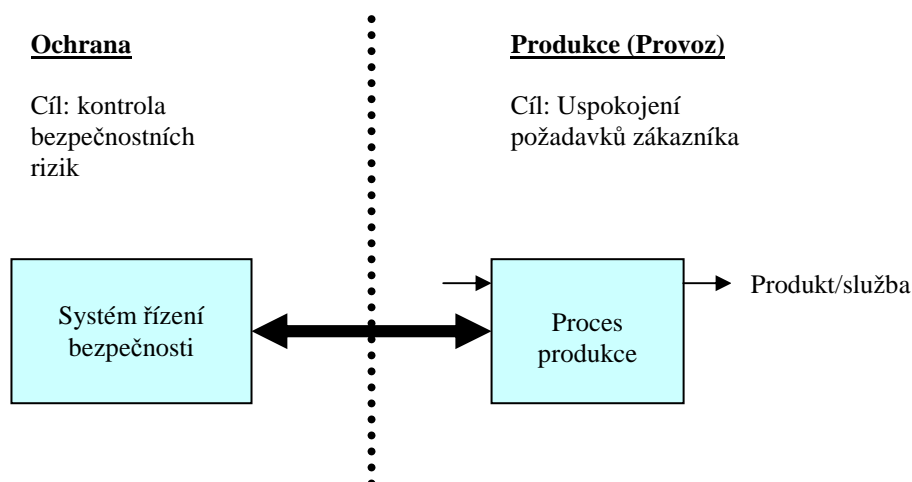 Ochrana
Cíl: kontrola
bezpečnostních
rizik
Produkce (Provoz)
Cíl: Uspokojení
požadavků zákazníka
Systém řízení
bezpečnosti
Proces
produkce
Produkt/služba